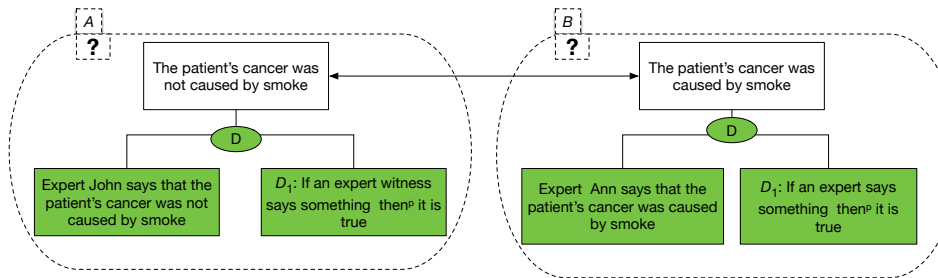 A
?
The patient's cancer was
not caused by smoke
D
Expert John says that the
patient's cancer was not
caused by smoke
D₁: If an expert witness
says something thenᵖ it is
true
B
?
The patient's cancer was
caused by smoke
D
Expert Ann says that the
patient's cancer was caused
by smoke
D₁: If an expert says
something thenᵖ it is
true